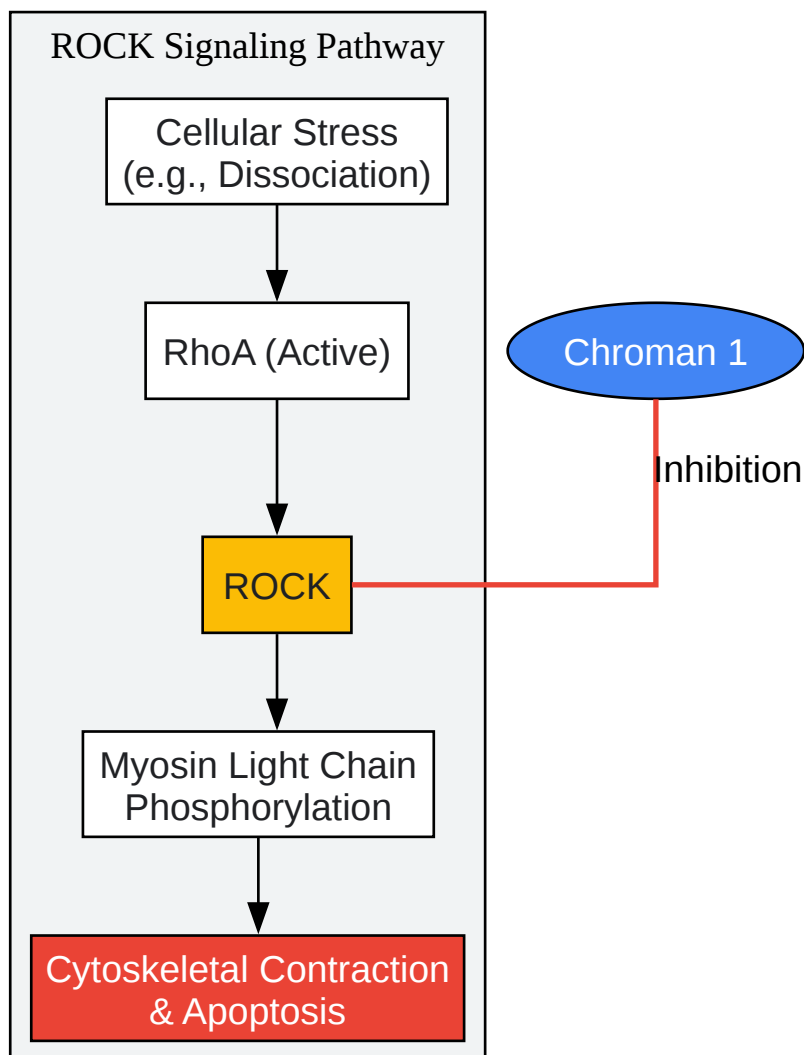 ROCK Signaling Pathway
Cellular Stress
(e.g., Dissociation)
RhoA (Active)
Chroman 1
Inhibition
ROCK
Myosin Light Chain
Phosphorylation
Cytoskeletal Contraction
& Apoptosis